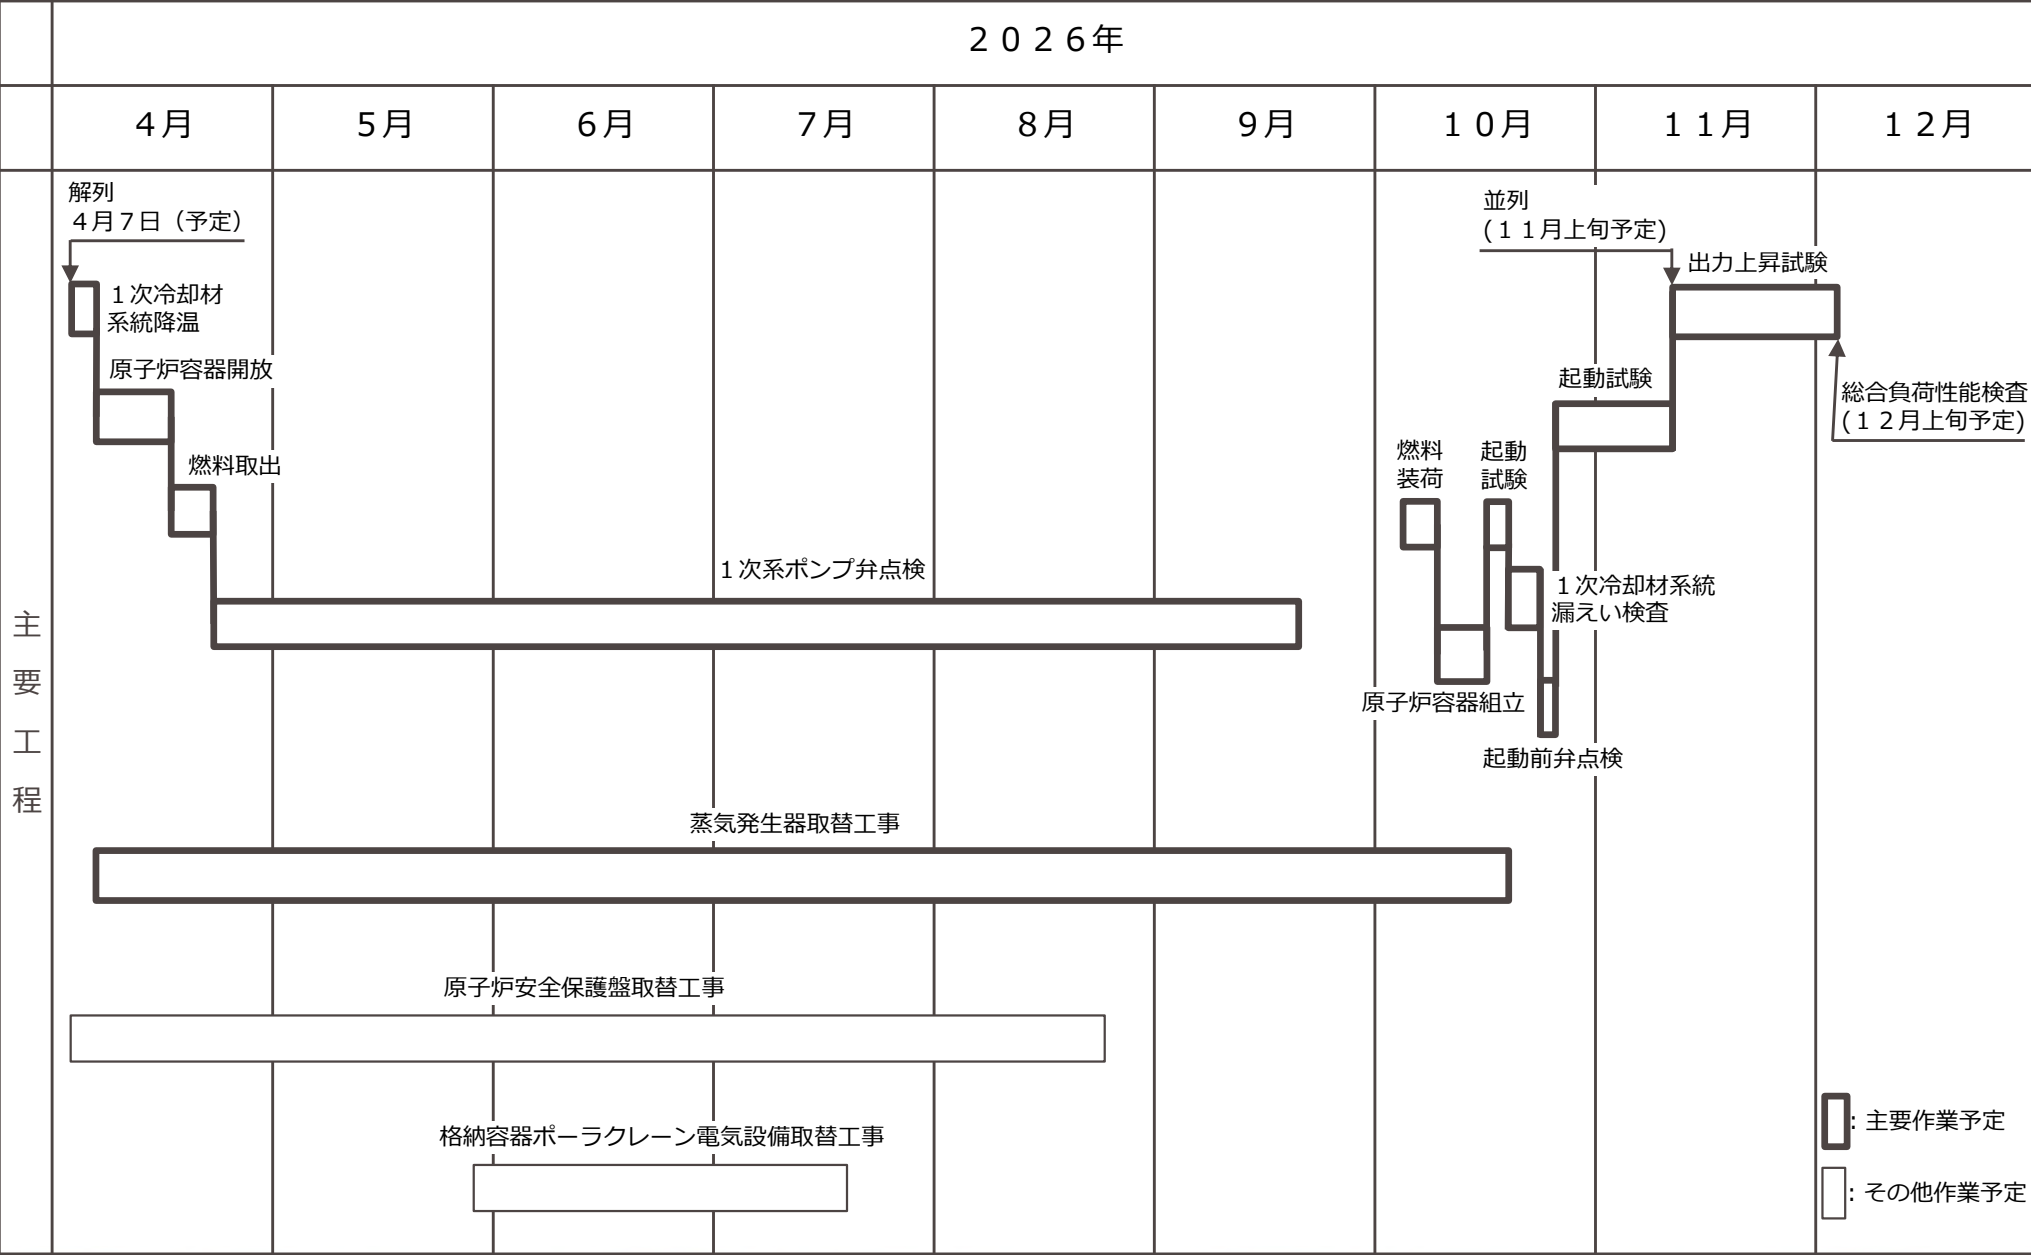 ２０２６年
４月
５月
６月
７月
８月
９月
１０月
１１月
１２月
主要工程
解列
４月７日（予定）
１次冷却材
系統降温
原子炉容器開放
燃料取出
１次系ポンプ弁点検
並列
(１１月上旬予定)
出力上昇試験
起動試験
総合負荷性能検査
(１２月上旬予定)
燃料
装荷
起動
試験
１次冷却材系統
漏えい検査
原子炉容器組立
起動前弁点検
蒸気発生器取替工事
原子炉安全保護盤取替工事
格納容器ポーラクレーン電気設備取替工事
：主要作業予定
：その他作業予定